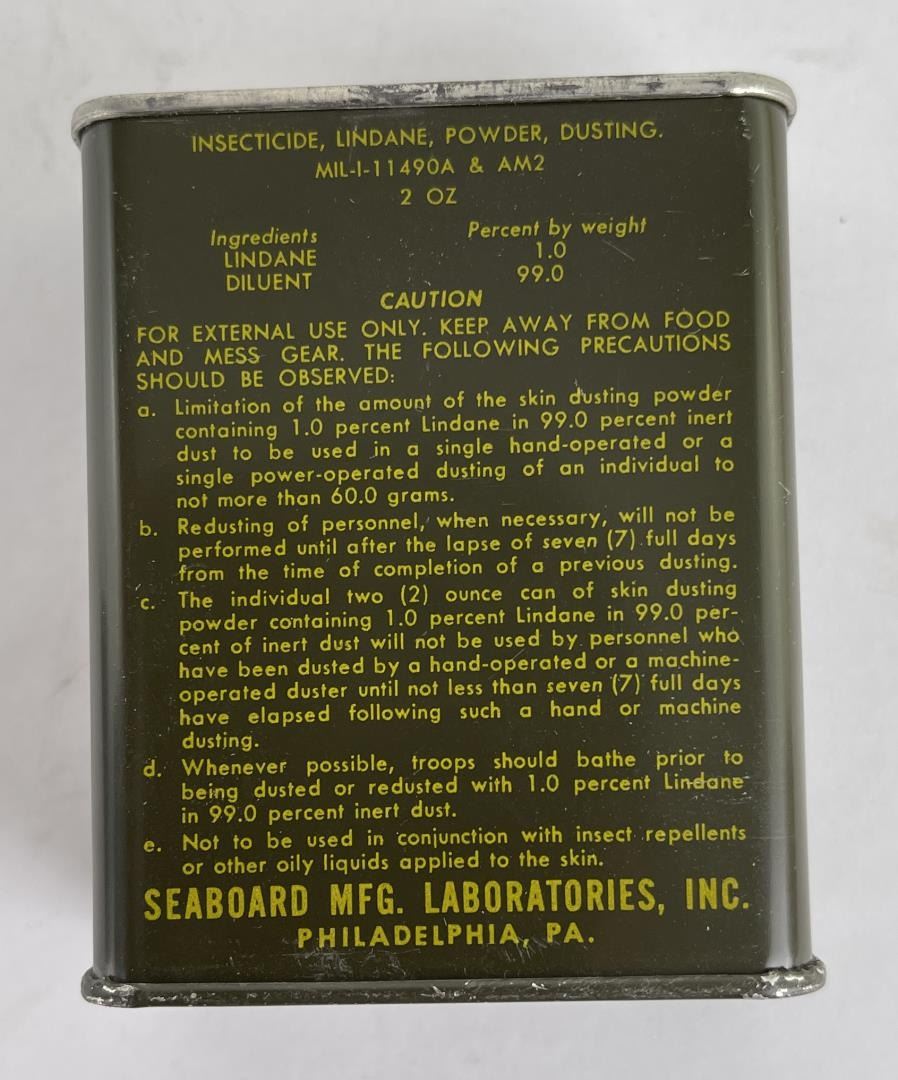 INSECTICIDE, LINDANE, POWDER, DUSTING.
MIL-I-11490A & AM2
2 OZ
Ingredients Percent by weight
LINDANE 1.0
DILUENT 99.0
CAUTION
FOR EXTERNAL USE ONLY. KEEP AWAY FROM FOOD
AND MESS GEAR. THE FOLLOWING PRECAUTIONS
SHOULD BE OBSERVED:
a. Limitation of the amount of the skin dusting powder
containing 1.0 percent Lindane in 99.0 percent inert
dust to be used in a single hand-operated or a
single power-operated dusting of an individual to
not more than 60.0 grams.
b. Redusting of personnel, when necessary, will not be
performed until after the lapse of seven (7) full days
from the time of completion of a previous dusting.
c. The individual two (2) ounce can of skin dusting
powder containing 1.0 percent Lindane in 99.0 per-
cent of inert dust will not be used by personnel who
have been dusted by a hand-operated or a machine-
operated duster until not less than seven (7) full days
have elapsed following such a hand or machine
dusting.
d. Whenever possible, troops should bathe prior to
being dusted or redusted with 1.0 percent Lindane
in 99.0 percent inert dust.
e. Not to be used in conjunction with insect repellents
or other oily liquids applied to the skin.
SEABOARD MFG. LABORATORIES, INC.
PHILADELPHIA, PA.